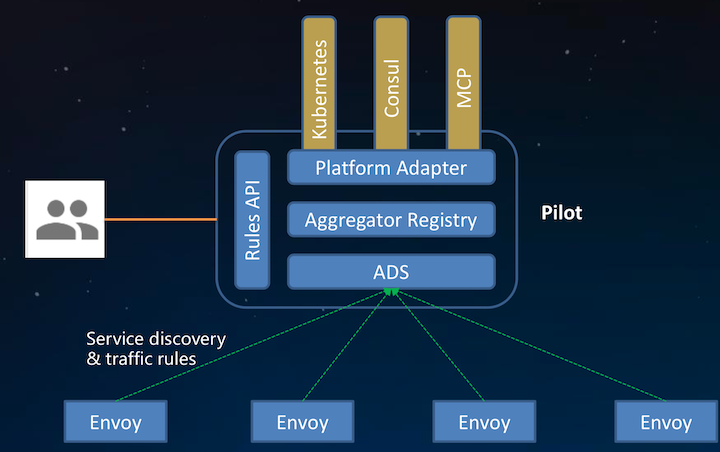 Kubernetes
Consul
MCP
Rules API
Platform Adapter
Aggregator Registry
ADS
Pilot
Service discovery
& traffic rules
Envoy
Envoy
Envoy
Envoy